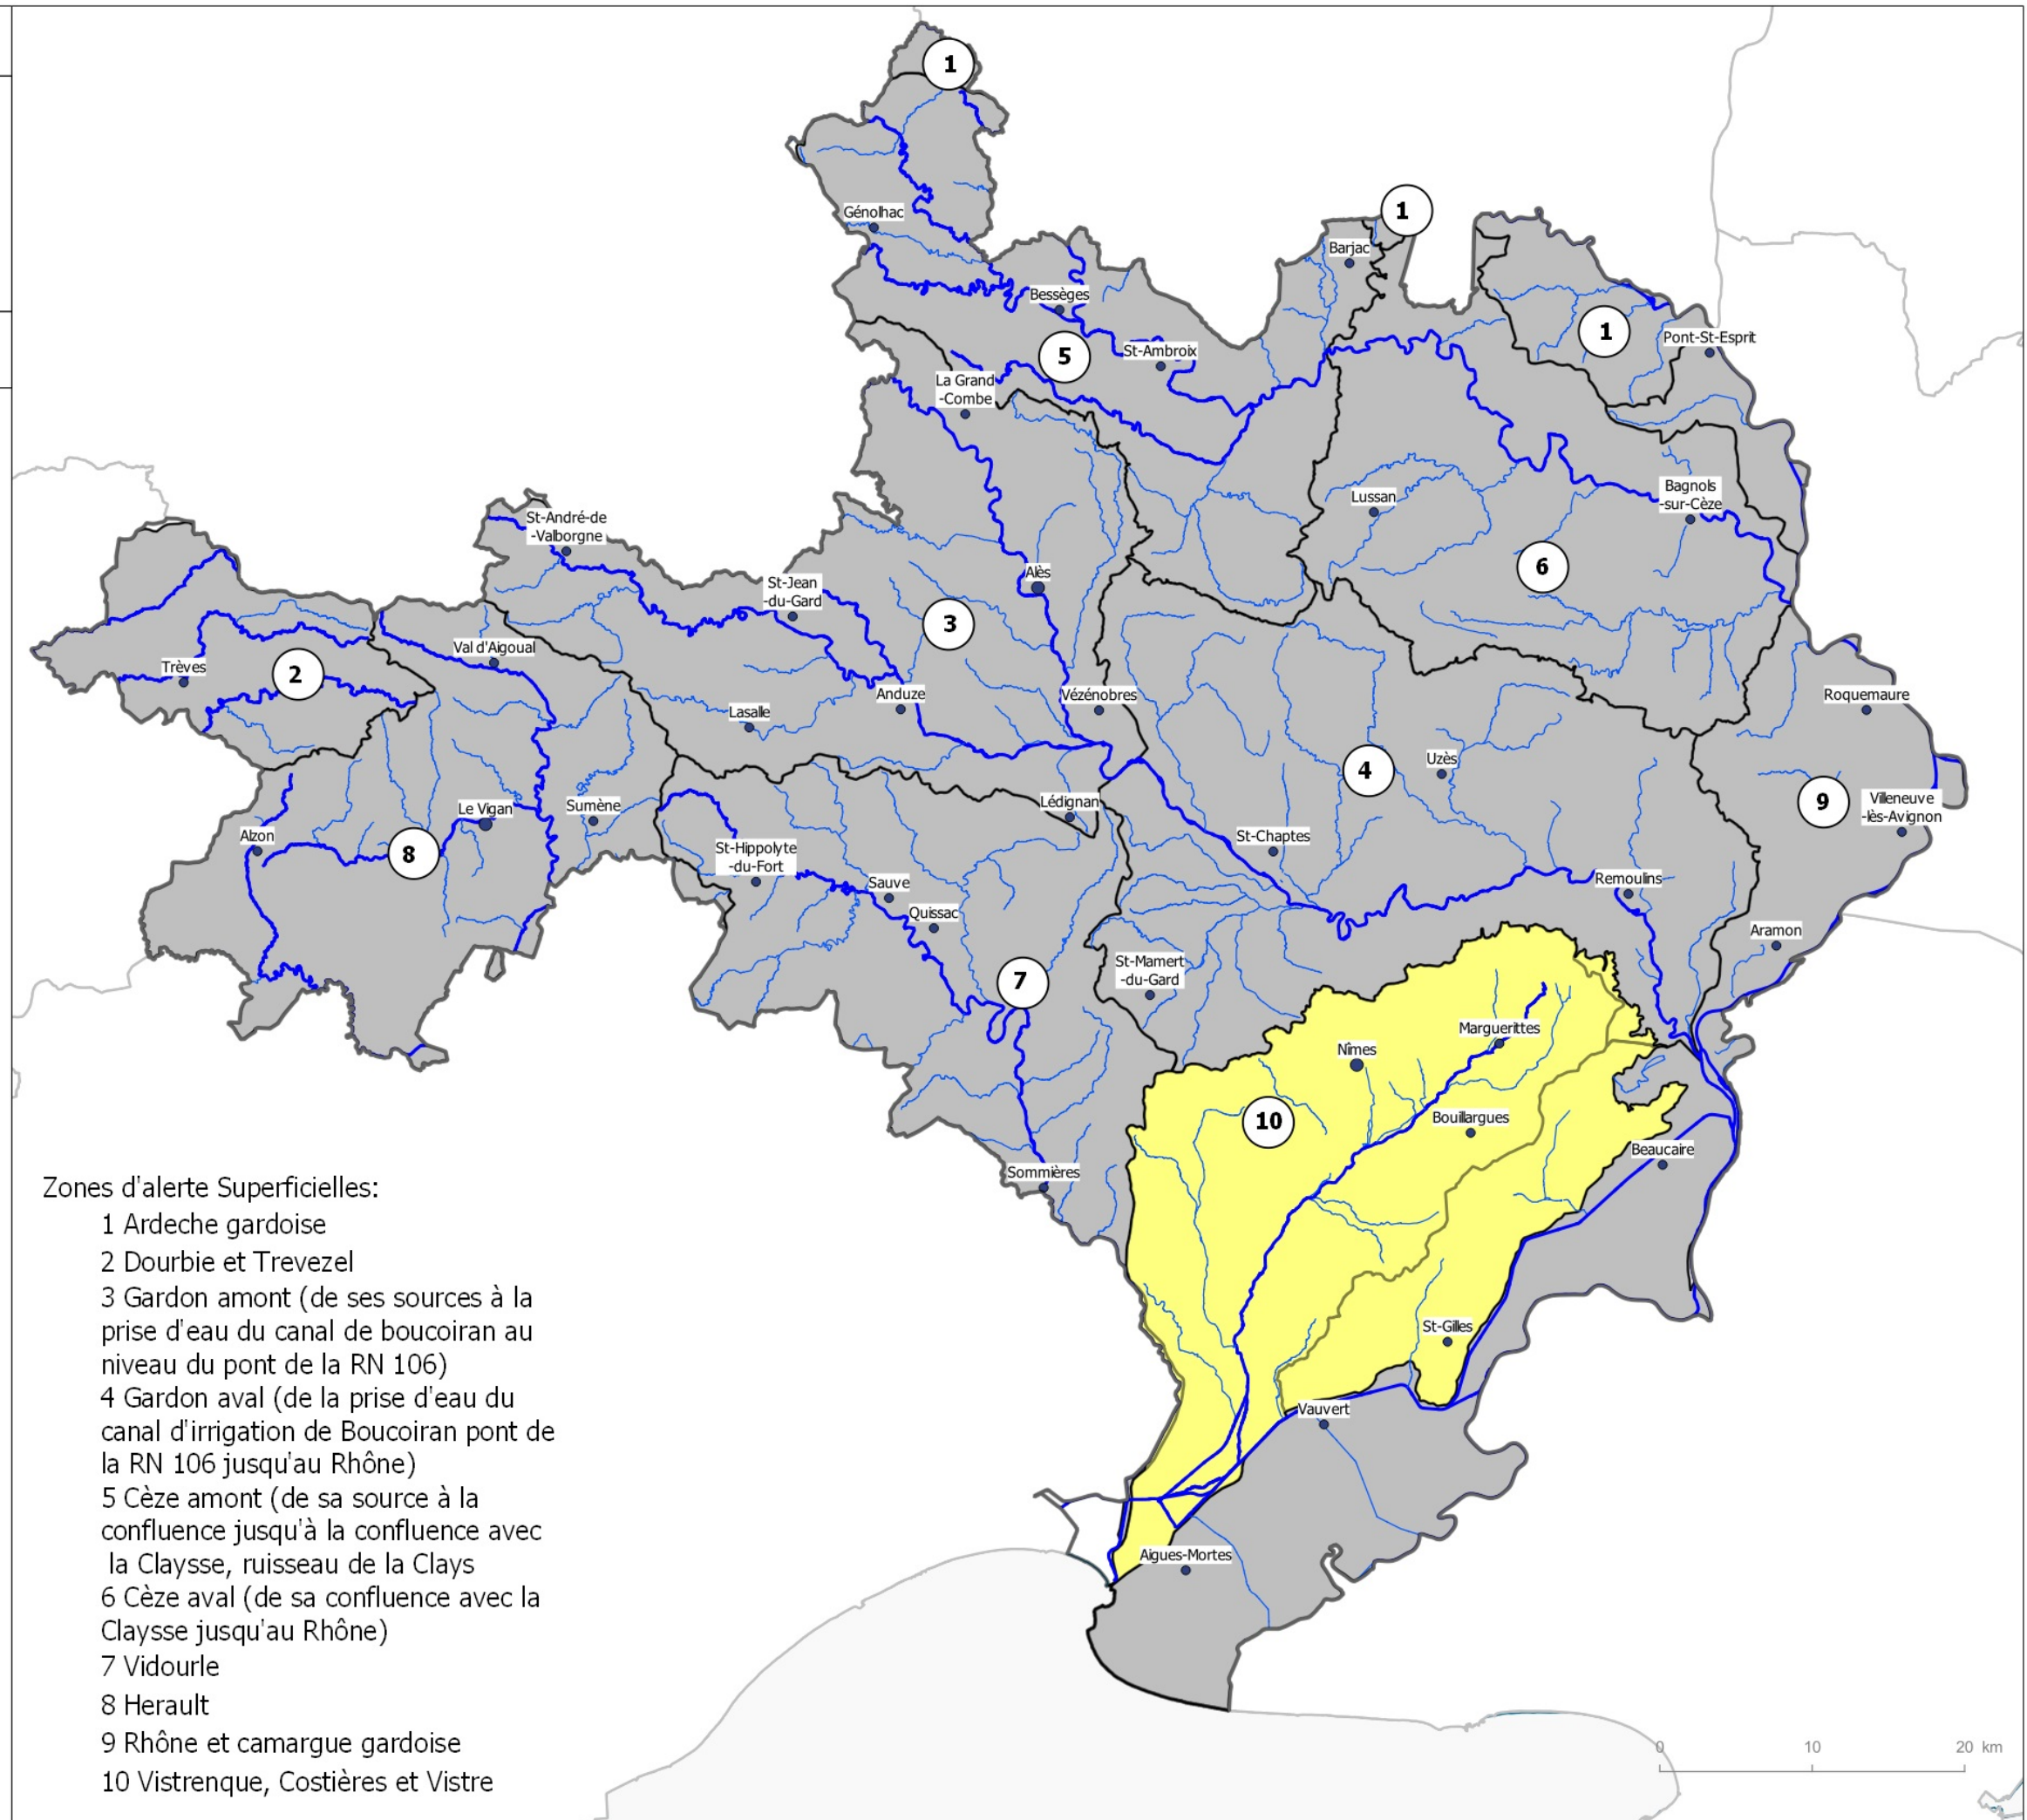 1
Génolhac
1
Barjac
Bessèges
1
Pont-St-Esprit
5
St-Ambroix
La Grand
-Combe
Lussan
Bagnols
-sur-Cèze
St-André-de
-Valborgne
6
Alès
St-Jean
-du-Gard
3
Val d'Aigoual
Trèves
2
Anduze
Vézénobres
Roquemaure
Lasalle
4
Uzès
9
Villeneuve
-lès-Avignon
Lédignan
Le Vigan
Sumène
Alzon
8
St-Chaptes
St-Hippolyte
-du-Fort
Sauve
Remoulins
Quissac
Aramon
St-Mamert
-du-Gard
7
Marguerittes
Nîmes
10
Bouillargues
Beaucaire
Sommières
St-Gilles
Vauvert
Aigues-Mortes
Zones d'alerte Superficielles:
1 Ardeche gardoise
2 Dourbie et Trevezel
3 Gardon amont (de ses sources à la
prise d'eau du canal de boucoiran au
niveau du pont de la RN 106)
4 Gardon aval (de la prise d'eau du
canal d'irrigation de Boucoiran pont de
la RN 106 jusqu'au Rhône)
5 Cèze amont (de sa source à la
confluence jusqu'à la confluence avec
la Claysse, ruisseau de la Clays
6 Cèze aval (de sa confluence avec la
Claysse jusqu'au Rhône)
7 Vidourle
8 Herault
9 Rhône et camargue gardoise
10 Vistrenque, Costières et Vistre
0 10 20 km